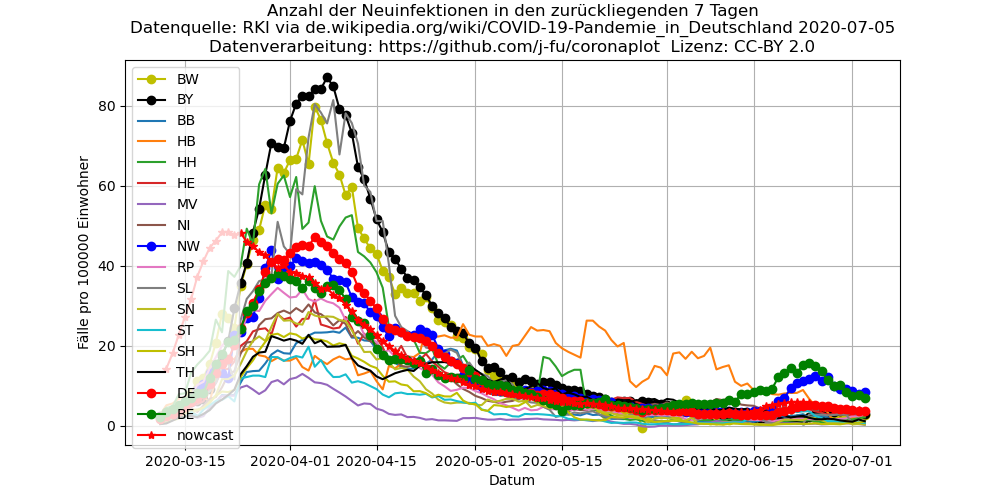 Anzahl der Neuinfektionen in den zurückliegenden 7 Tagen
Datenquelle: RKI via de.wikipedia.org/wiki/COVID-19-Pandemie_in_Deutschland 2020-07-05
Datenverarbeitung: https://github.com/j-fu/coronaplot  Lizenz: CC-BY 2.0
Fälle pro 100000 Einwohner
80
60
40
20
0
BW
BY
BB
HB
HH
HE
MV
NI
NW
RP
SL
SN
ST
SH
TH
DE
BE
nowcast
2020-03-15 2020-04-01 2020-04-15 2020-05-01 2020-05-15 2020-06-01 2020-06-15 2020-07-01
Datum